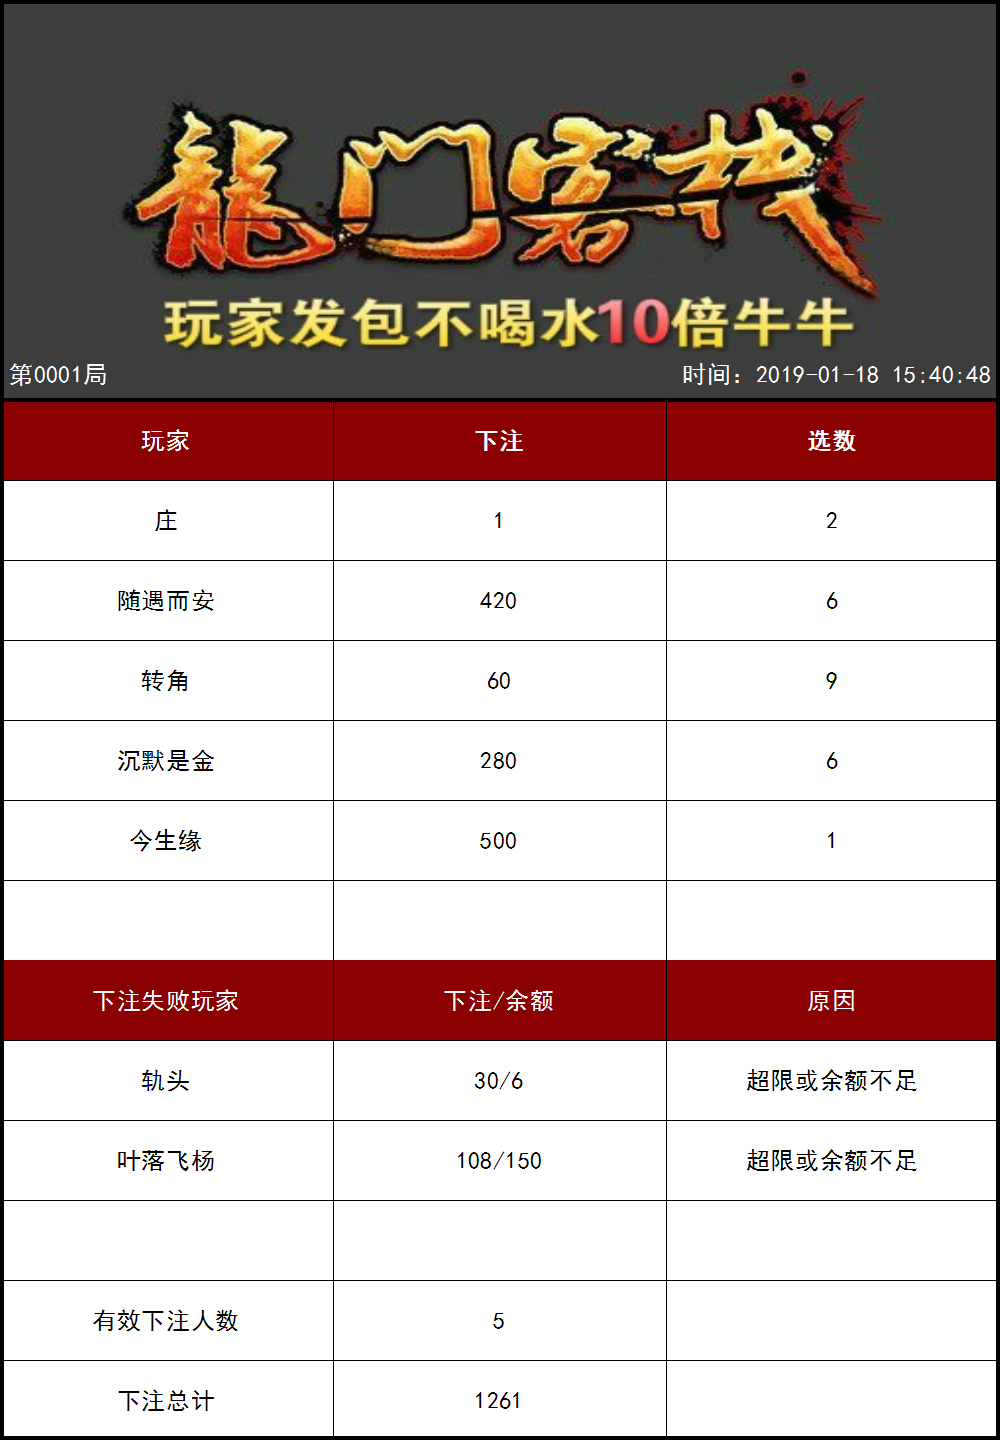 龍门客栈
玩家发包不喝水10倍牛牛
第0001局 时间：2019-01-18 15:40:48
玩家 下注 选数
庄 1 2
随遇而安 420 6
转角 60 9
沉默是金 280 6
今生缘 500 1
下注失败玩家 下注/余额 原因
轨头 30/6 超限或余额不足
叶落飞杨 108/150 超限或余额不足
有效下注人数 5
下注总计 1261